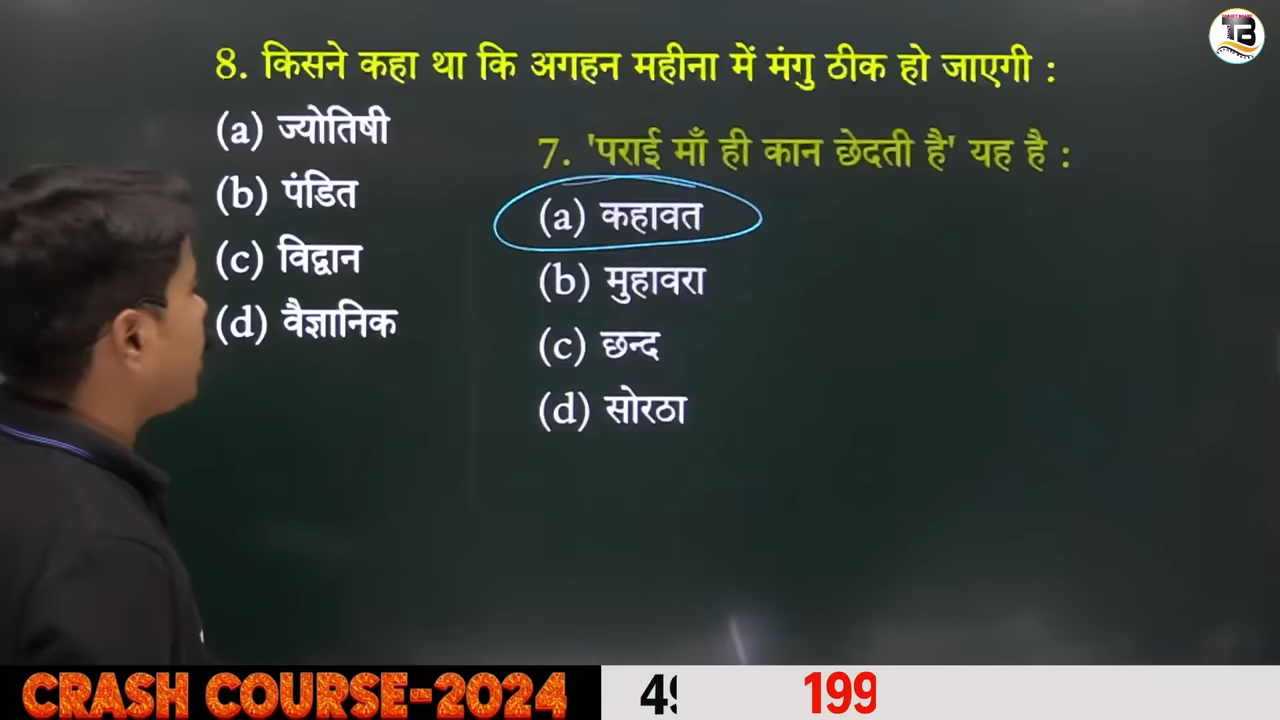 8. किसने कहा था कि अगहन महीना में मंगु ठीक हो जाएगी :
(a) ज्योतिषी
(b) पंडित
(c) विद्वान
(d) वैज्ञानिक
7. 'पराई माँ ही कान छेदती है' यह है :
(a) कहावत
(b) मुहावरा
(c) छन्द
(d) सोरठा
TB
CRASH COURSE-2024
199